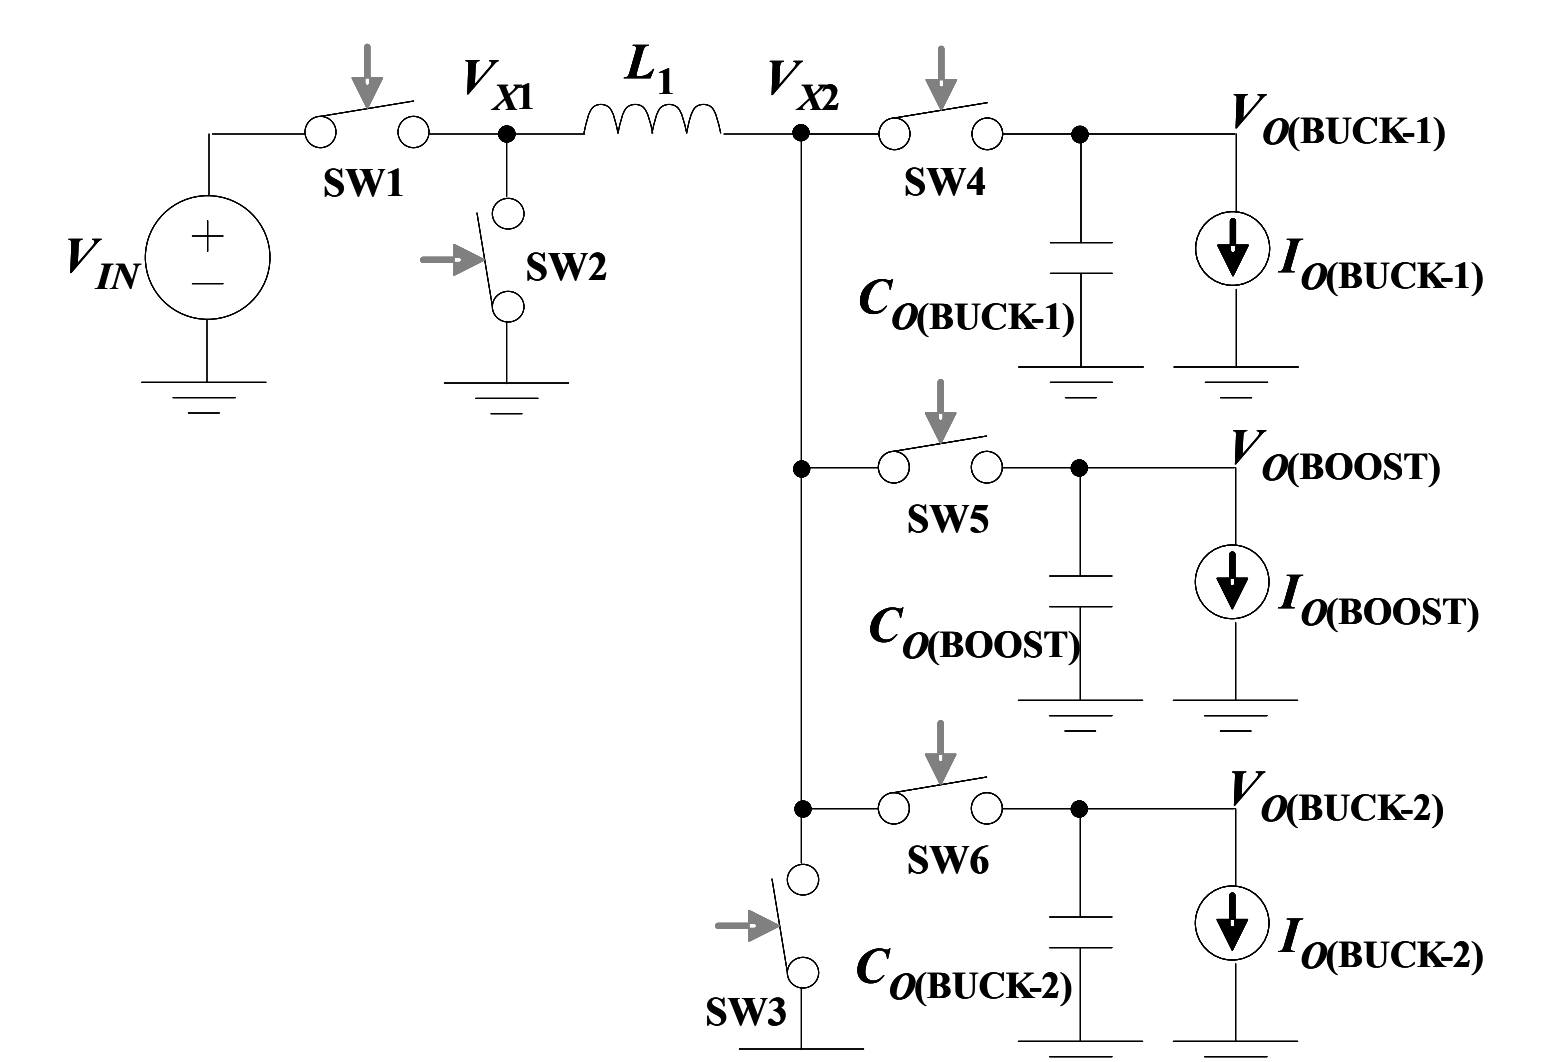 V_X1
L_1
V_X2
V_O(BUCK-1)
SW1
SW4
V_IN
+
−
SW2
C_O(BUCK-1)
I_O(BUCK-1)
V_O(BOOST)
SW5
C_O(BOOST)
I_O(BOOST)
V_O(BUCK-2)
SW6
SW3
C_O(BUCK-2)
I_O(BUCK-2)